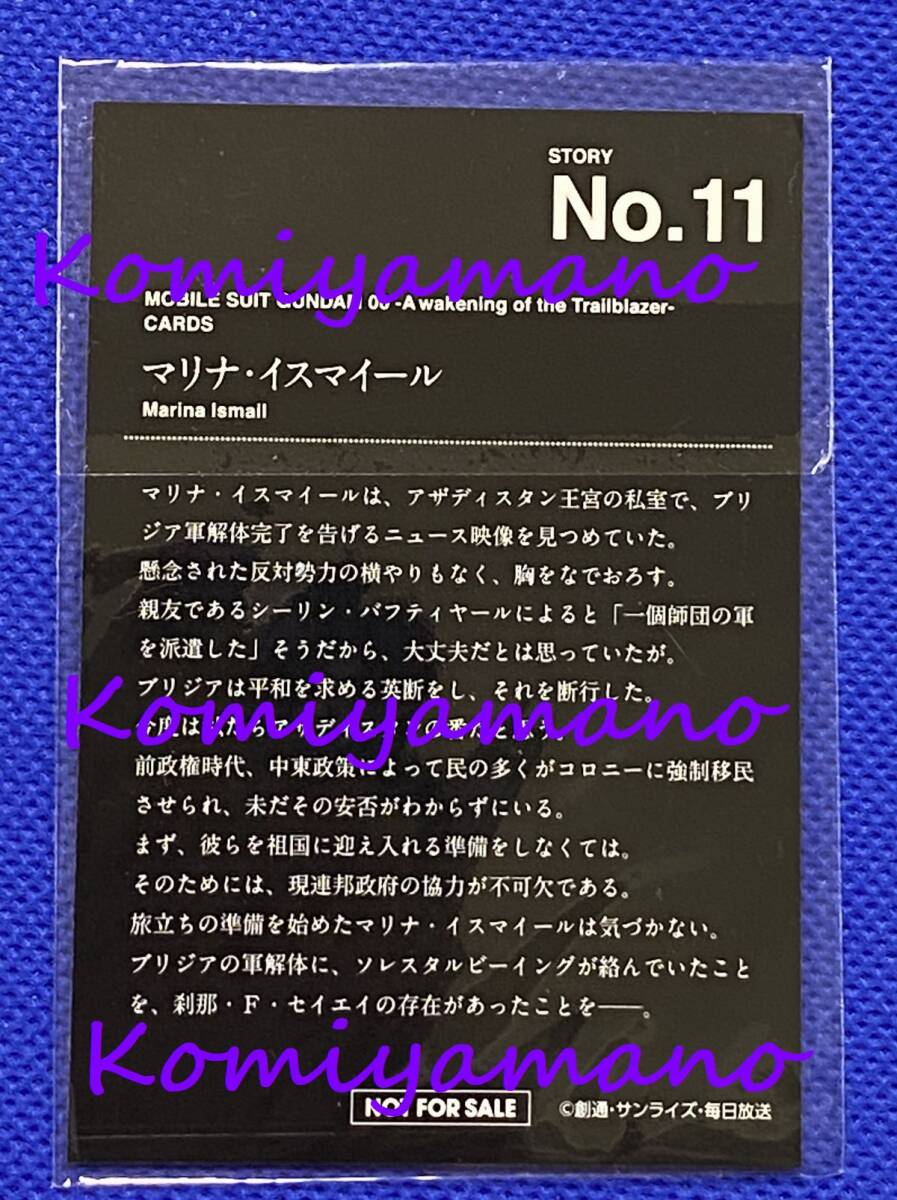 STORY
No.11
Komiyamano
MOBILE SUIT GUNDAM 00 -Awakening of the Trailblazer-
CARDS
マリナ・イスマイール
Marina Ismail
マリナ・イスマイールは、アザディスタン王宮の私室で、ブリ
ジア軍解体完了を告げるニュース映像を見つめていた。
懸念された反対勢力の横やりもなく、胸をなでおろす。
親友であるシーリン・バフティヤールによると「一個師団の軍
を派遣した」そうだから、大丈夫だとは思っていたが。
ブリジアは平和を求める英断をし、それを断行した。
Komiyamano
今度は
前政権時代、中東政策によって民の多くがコロニーに強制移民
させられ、未だその安否がわからずにいる。
まず、彼らを祖国に迎え入れる準備をしなくては。
そのためには、現連邦政府の協力が不可欠である。
旅立ちの準備を始めたマリナ・イスマイールは気づかない。
ブリジアの軍解体に、ソレスタルビーイングが絡んでいたこと
を、刹那・F・セイエイの存在があったことを――。
Komiyamano
NOT FOR SALE
©創通・サンライズ・毎日放送